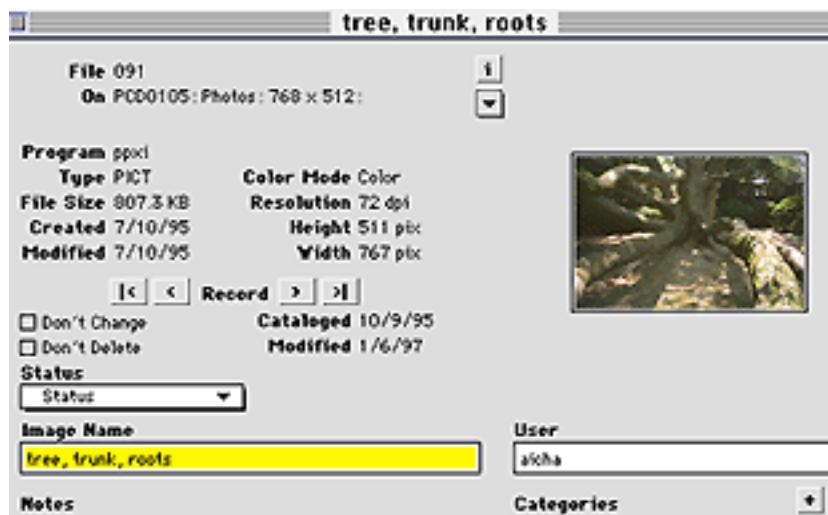 tree, trunk, roots
File 091
On PCD0105:Photos:768 x 512:
Program ppxi
Type PICT Color Mode Color
File Size 807.3 KB Resolution 72 dpi
Created 7/10/95 Height 511 pix
Modified 7/10/95 Width 767 pix
|< < Record > >|
Don't Change Cataloged 10/9/95
Don't Delete Modified 1/6/97
Status
Status
Image Name User
tree, trunk, roots aicha
Notes Categories +